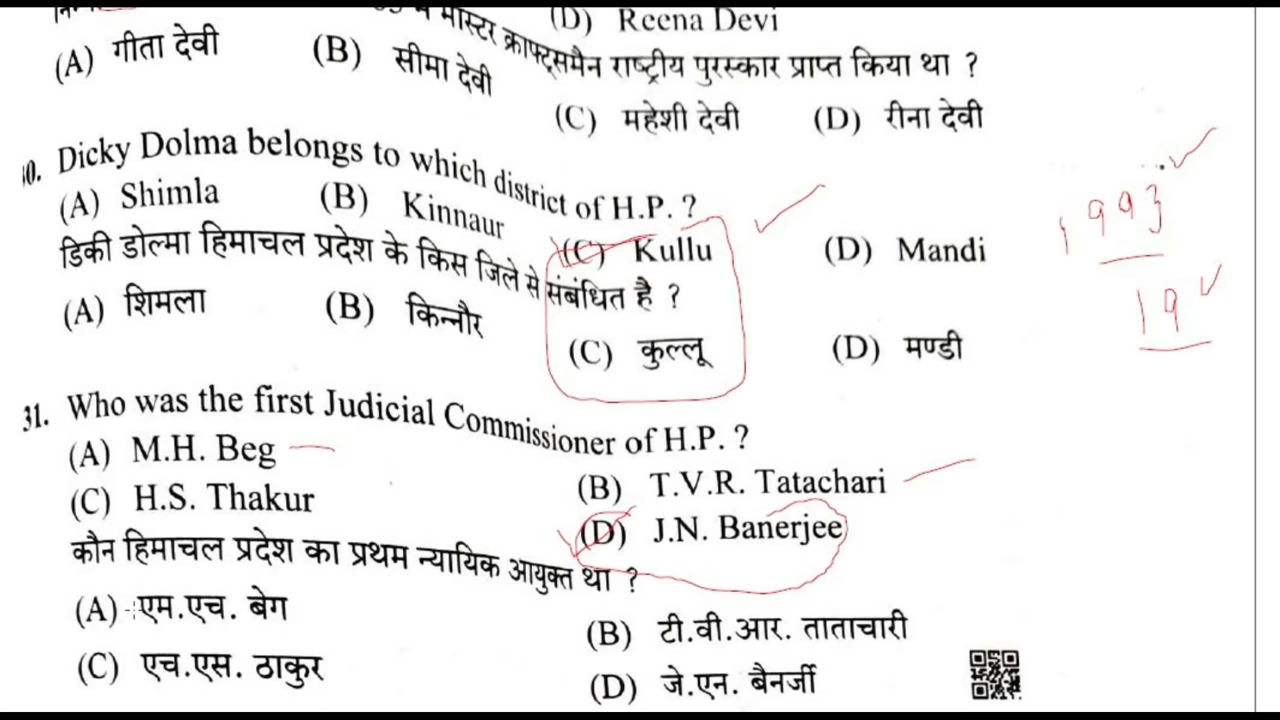 (D) Reena Devi
में मास्टर क्राफ्ट्समैन राष्ट्रीय पुरस्कार प्राप्त किया था ?
(A) गीता देवी (B) सीमा देवी
(C) महेशी देवी (D) रीना देवी
0. Dicky Dolma belongs to which district of H.P. ?
(A) Shimla (B) Kinnaur (C) Kullu (D) Mandi
डिकी डोल्मा हिमाचल प्रदेश के किस जिले से संबंधित है ?
(A) शिमला (B) किन्नौर (C) कुल्लू (D) मण्डी
1993
19
31. Who was the first Judicial Commissioner of H.P. ?
(A) M.H. Beg (B) T.V.R. Tatachari
(C) H.S. Thakur (D) J.N. Banerjee
कौन हिमाचल प्रदेश का प्रथम न्यायिक आयुक्त था ?
(A) एम.एच. बेग (B) टी.वी.आर. ताताचारी
(C) एच.एस. ठाकुर (D) जे.एन. बैनर्जी